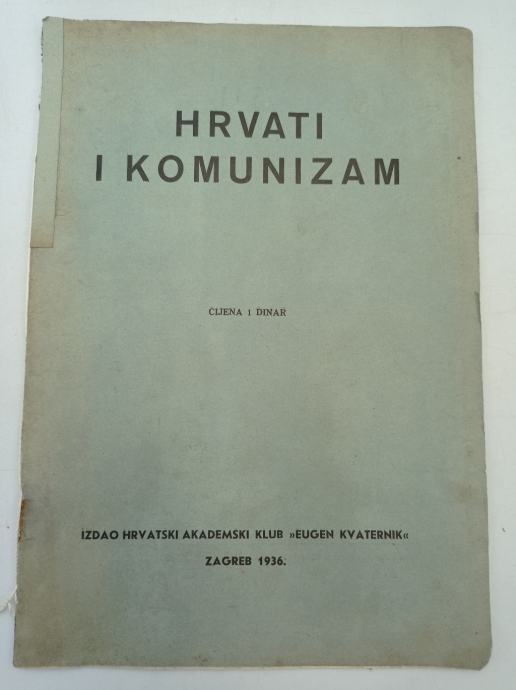 HRVATI
I KOMUNIZAM
CIJENA 1 DINAR
IZDAO HRVATSKI AKADEMSKI KLUB »EUGEN KVATERNIK«
ZAGREB 1936.